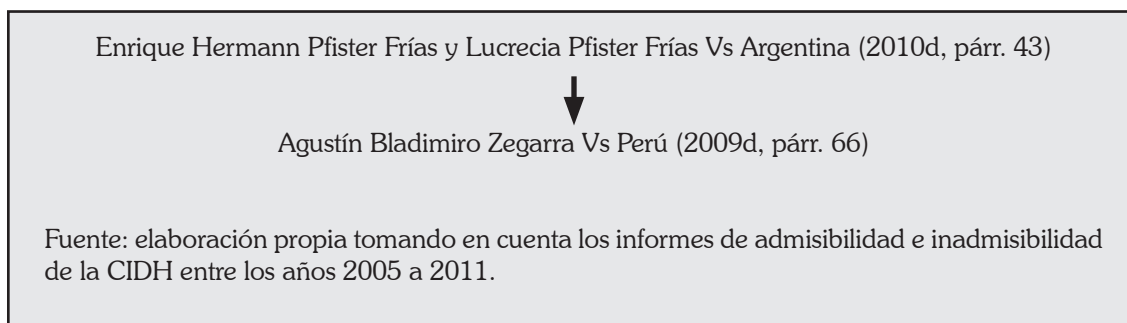 Enrique Hermann Pfister Frías y Lucrecia Pfister Frías Vs Argentina (2010d, párr. 43)
Agustín Bladimiro Zegarra Vs Perú (2009d, párr. 66)
Fuente: elaboración propia tomando en cuenta los informes de admisibilidad e inadmisibilidad
de la CIDH entre los años 2005 a 2011.